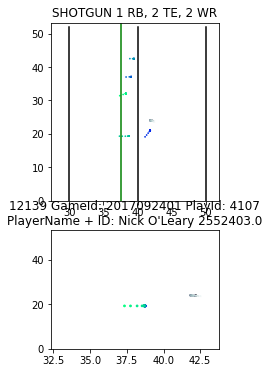 SHOTGUN 1 RB, 2 TE, 2 WR
50
40
30
20
10
0
30 35 40 45 50
12139 GameId: 2017092401 PlayId: 4107
PlayerName + ID: Nick O'Leary 2552403.0
40
20
0
32.5 35.0 37.5 40.0 42.5